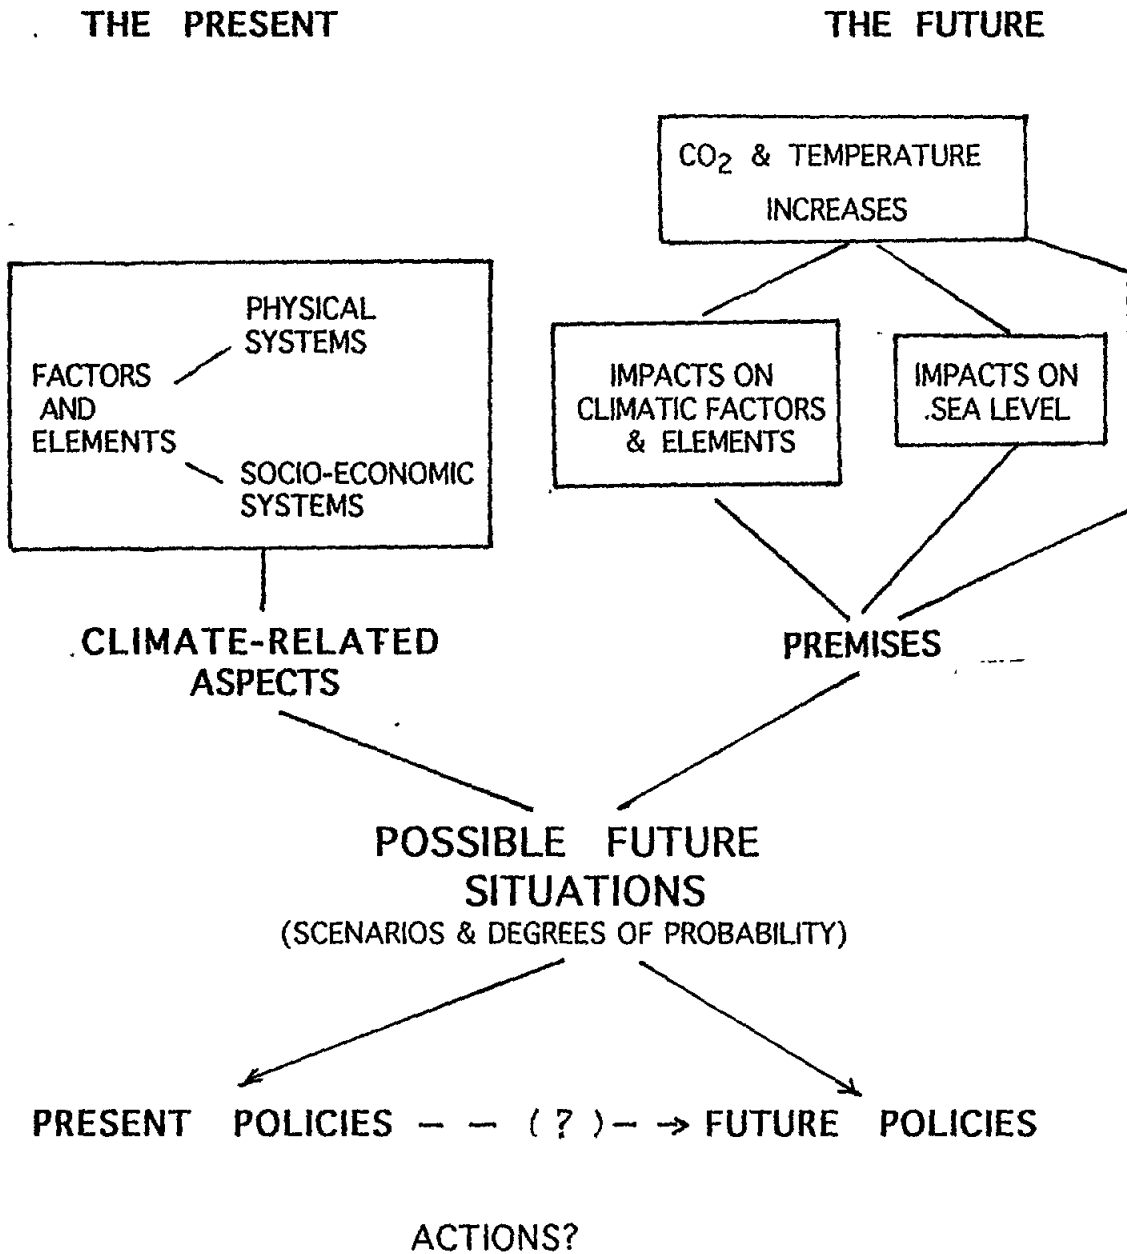 THE PRESENT
THE FUTURE
CO₂ & TEMPERATURE
INCREASES
PHYSICAL
SYSTEMS
FACTORS
AND
ELEMENTS
SOCIO-ECONOMIC
SYSTEMS
IMPACTS ON
CLIMATIC FACTORS
& ELEMENTS
IMPACTS ON
SEA LEVEL
CLIMATE-RELATED
ASPECTS
PREMISES
POSSIBLE FUTURE
SITUATIONS
(SCENARIOS & DEGREES OF PROBABILITY)
PRESENT POLICIES – – (?) – → FUTURE POLICIES
ACTIONS?